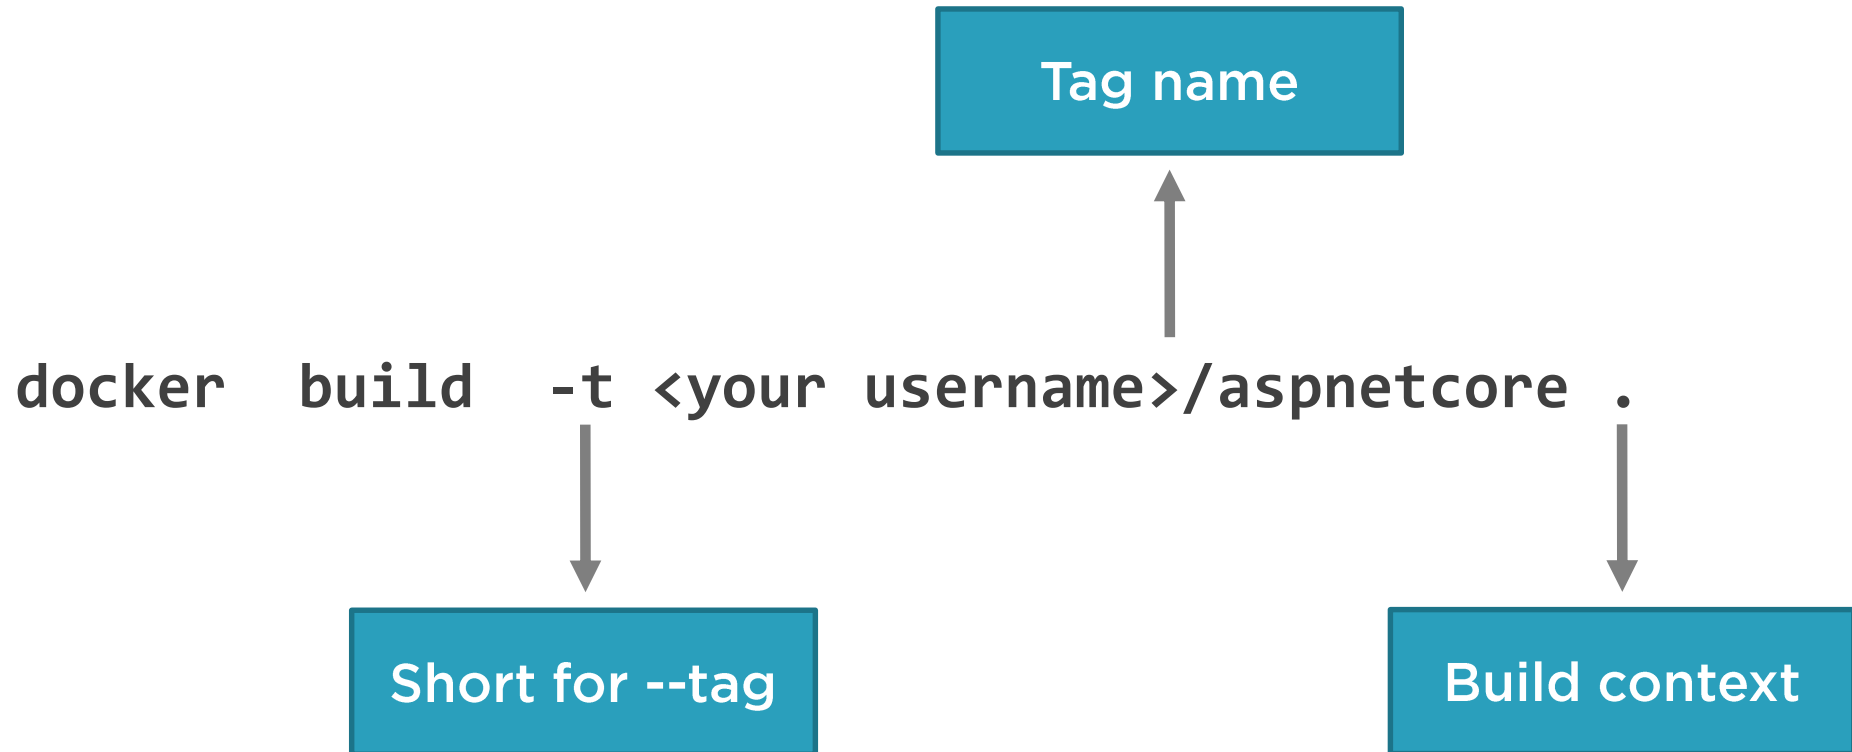 Tag name
docker build -t <your username>/aspnetcore .
Short for --tag
Build context